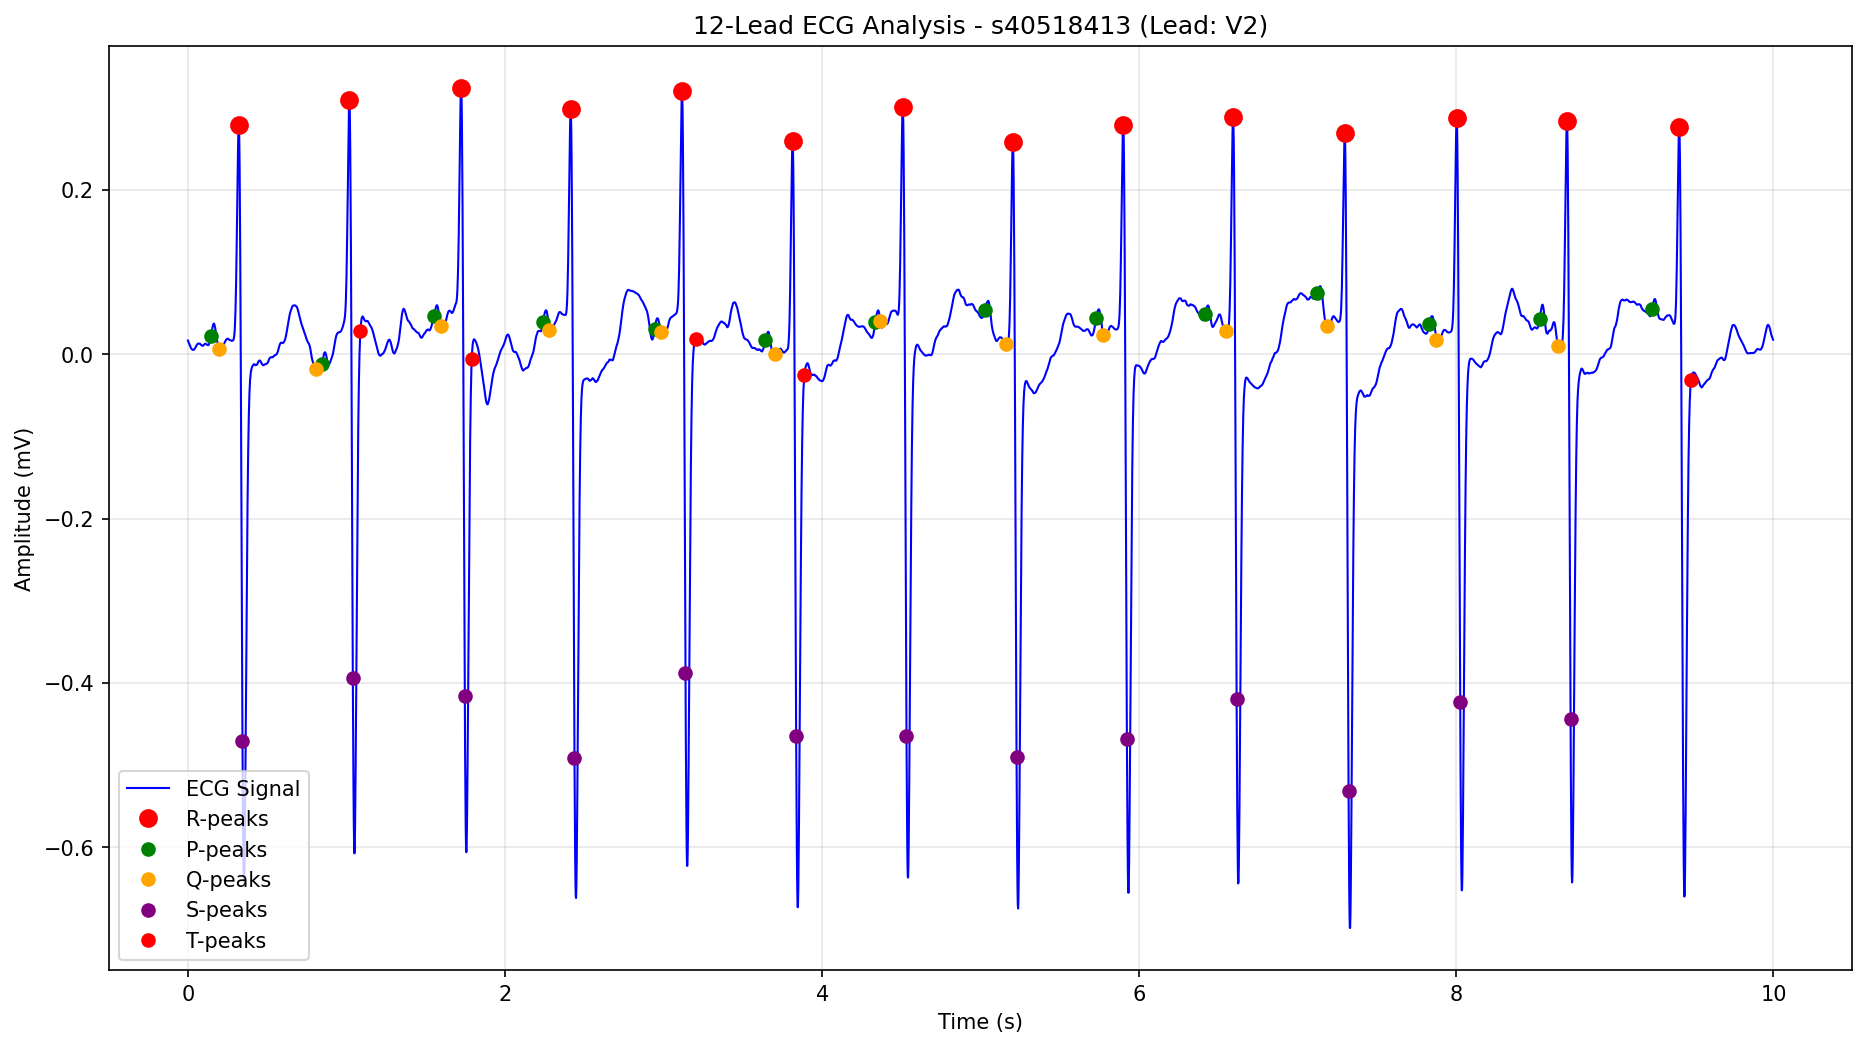 12-Lead ECG Analysis - s40518413 (Lead: V2)
Amplitude (mV)
0.2
0.0
−0.2
−0.4
−0.6
ECG Signal
R-peaks
P-peaks
Q-peaks
S-peaks
T-peaks
0 2 4 6 8 10
Time (s)